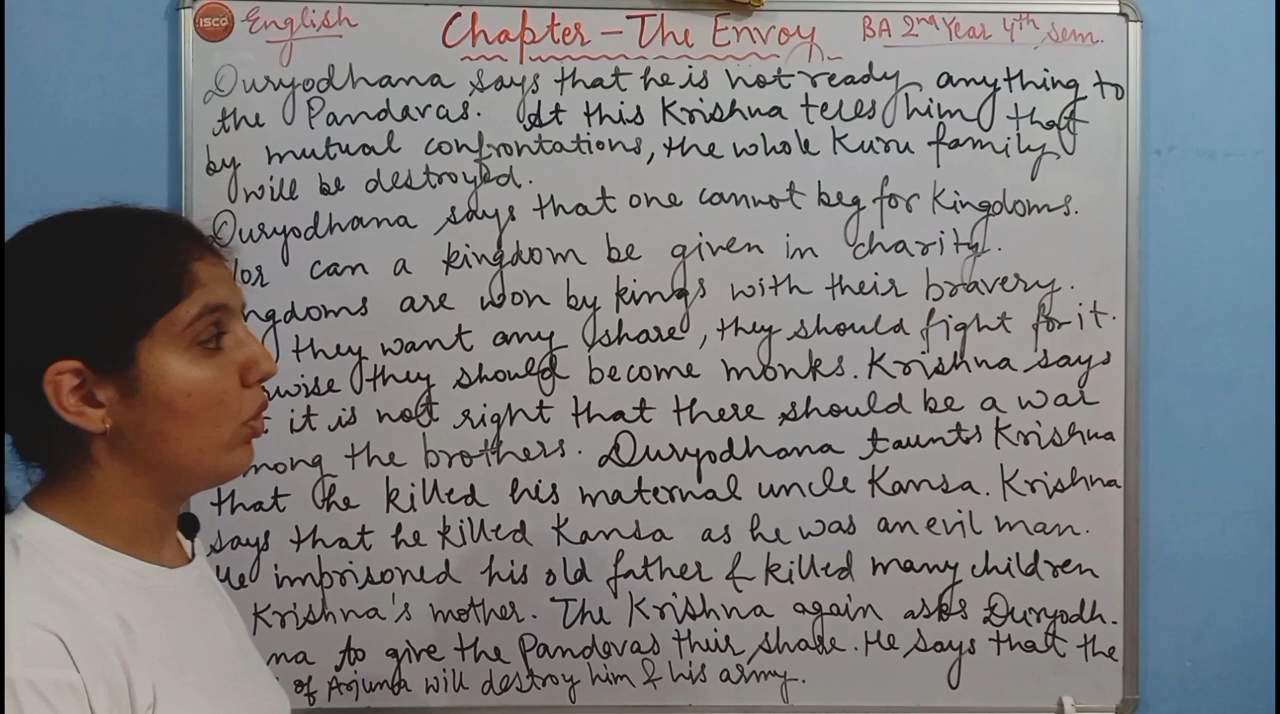 ISCO English Chapter - The Envoy BA 2nd Year 4th sem.
Duryodhana says that he is not ready anything to
the Pandavas. At this Krishna teles him that
by mutual confrontations, the whole Kuru family
will be destroyed.
Duryodhana says that one cannot beg for Kingdoms.
lor can a kingdom be given in charity.
ngdoms are won by kings with their bravery.
they want any share, they should fight for it.
wise they should become monks. Krishna says
t it is not right that there should be a war
mong the brothers. Duryodhana taunts Krishna
that he killed his maternal uncle Kansa. Krishna
says that he killed Kansa as he was an evil man.
He imprisoned his old father & killed many children
Krishna's mother. The Krishna again asks Duryodh.
na to give the Pandavas their share. He says that the
of Arjuna will destroy him & his army.